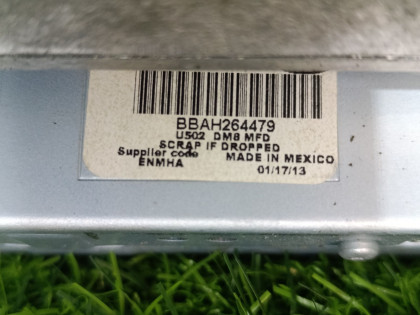 BBAH264479
U502 DM8 MFD
SCRAP IF DROPPED
Supplier code MADE IN MEXICO
ENMHA 01/17/13